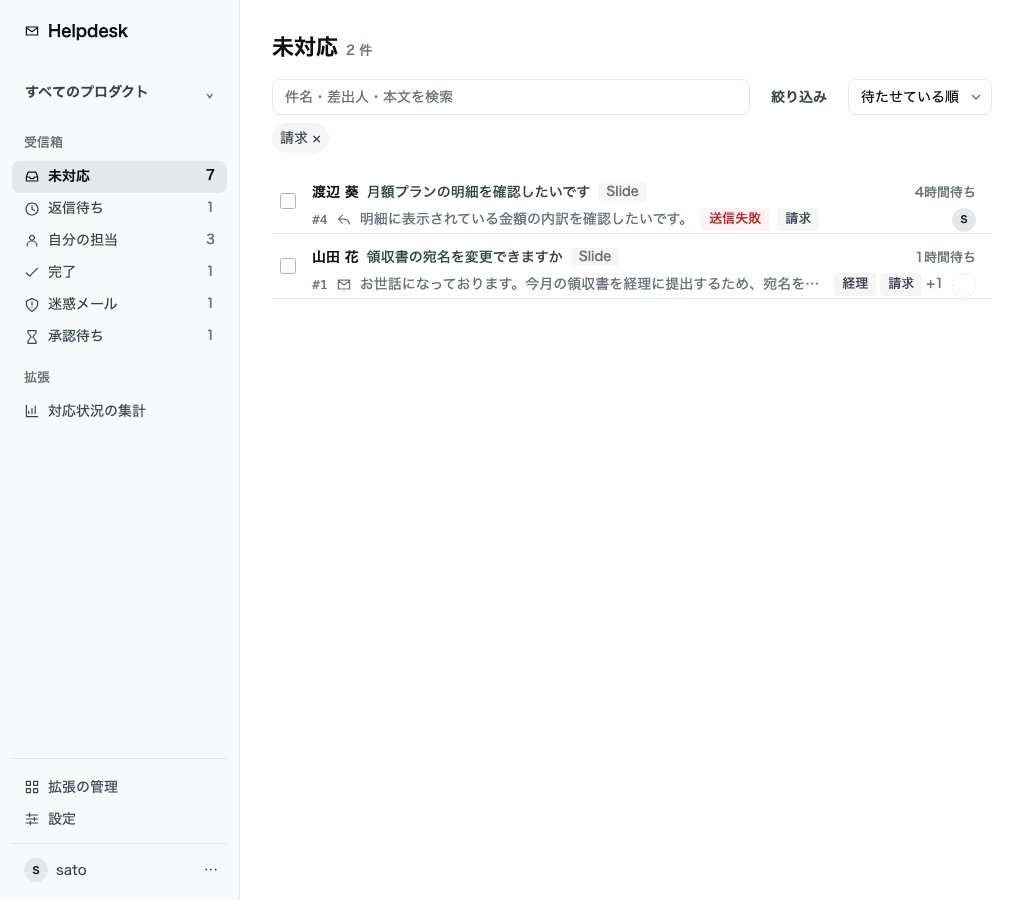 Helpdesk
すべてのプロダクト
受信箱
未対応 7
返信待ち 1
自分の担当 3
完了 1
迷惑メール 1
承認待ち 1
拡張
対応状況の集計
拡張の管理
設定
S sato ···
未対応 2 件
件名・差出人・本文を検索 絞り込み 待たせている順
請求 ×
渡辺 葵 月額プランの明細を確認したいです Slide 4時間待ち
#4 明細に表示されている金額の内訳を確認したいです。 送信失敗 請求 S
山田 花 領収書の宛名を変更できますか Slide 1時間待ち
#1 お世話になっております。今月の領収書を経理に提出するため、宛名を… 経理 請求 +1